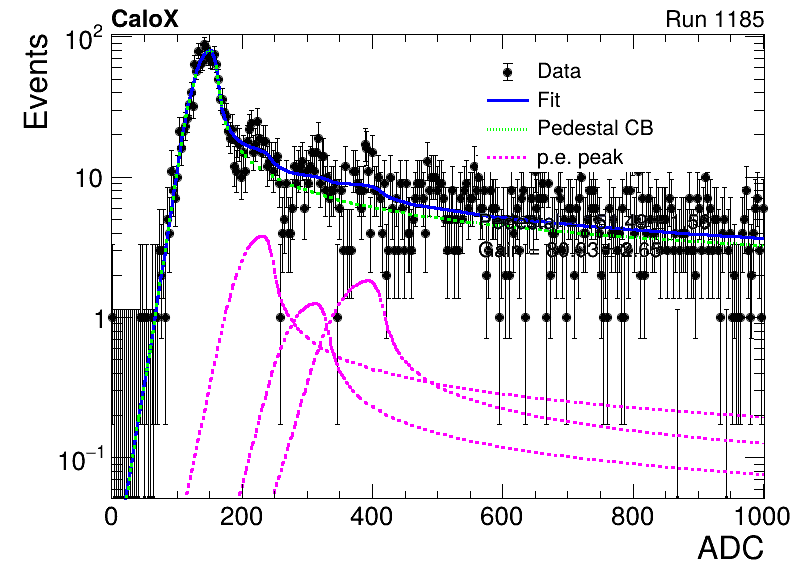 CaloX Run 1185
Events
Data
Fit
Pedestal CB
p.e. peak
10²
10
1
10⁻¹
0 200 400 600 800 1000
ADC